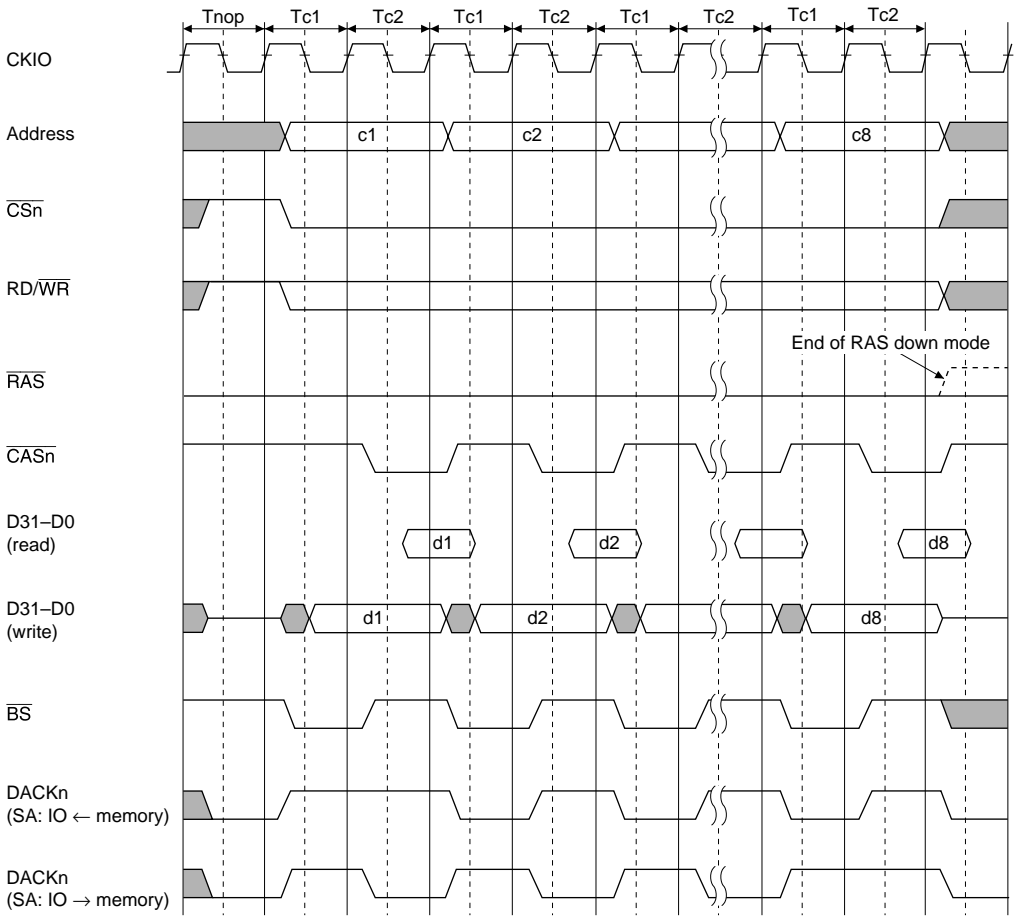 Tnop Tc1 Tc2 Tc1 Tc2 Tc1 Tc2 Tc1 Tc2
CKIO
Address c1 c2 c8
CSn
RD/WR
End of RAS down mode
RAS
CASn
D31–D0
(read) d1 d2 d8
D31–D0
(write) d1 d2 d8
BS
DACKn
(SA: IO ← memory)
DACKn
(SA: IO → memory)